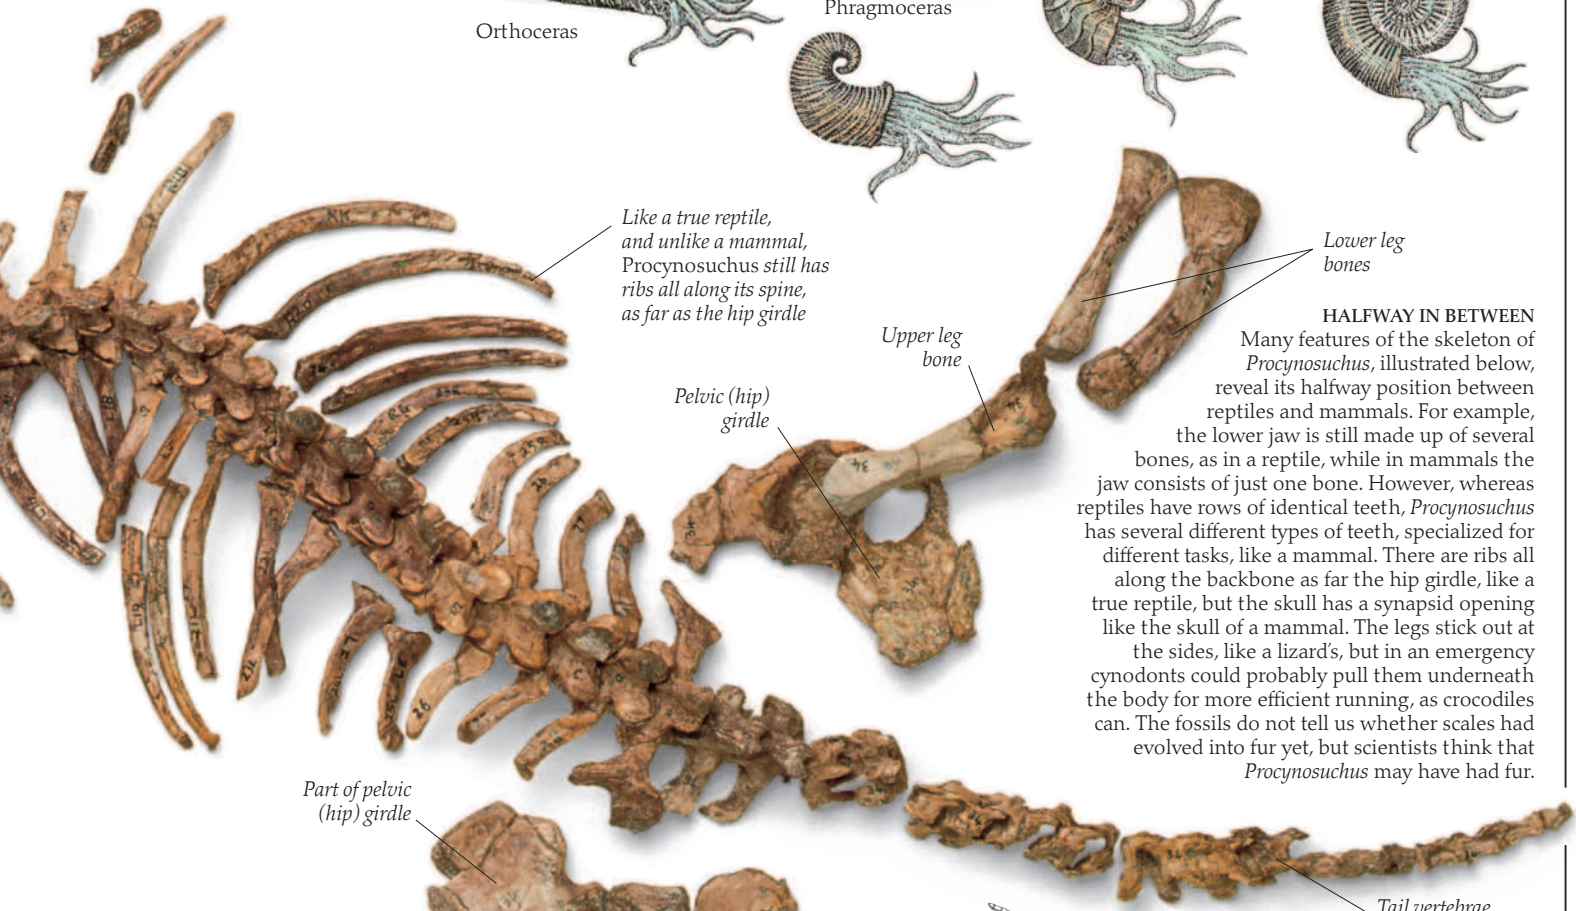 Orthoceras
Phragmoceras
Like a true reptile,
and unlike a mammal,
Procynosuchus still has
ribs all along its spine,
as far as the hip girdle
Lower leg
bones
Upper leg
bone
Pelvic (hip)
girdle
HALFWAY IN BETWEEN
Many features of the skeleton of
Procynosuchus, illustrated below,
reveal its halfway position between
reptiles and mammals. For example,
the lower jaw is still made up of several
bones, as in a reptile, while in mammals the
jaw consists of just one bone. However, whereas
reptiles have rows of identical teeth, Procynosuchus
has several different types of teeth, specialized for
different tasks, like a mammal. There are ribs all
along the backbone as far the hip girdle, like a
true reptile, but the skull has a synapsid opening
like the skull of a mammal. The legs stick out at
the sides, like a lizard's, but in an emergency
cynodonts could probably pull them underneath
the body for more efficient running, as crocodiles
can. The fossils do not tell us whether scales had
evolved into fur yet, but scientists think that
Procynosuchus may have had fur.
Part of pelvic
(hip) girdle
Tail vertebrae